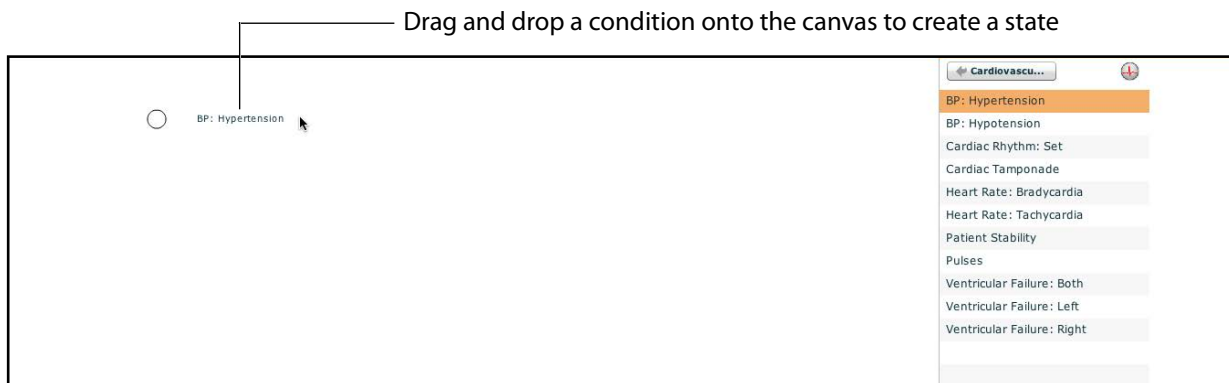 Drag and drop a condition onto the canvas to create a state
Cardiovascu...
BP: Hypertension
BP: Hypertension
BP: Hypotension
Cardiac Rhythm: Set
Cardiac Tamponade
Heart Rate: Bradycardia
Heart Rate: Tachycardia
Patient Stability
Pulses
Ventricular Failure: Both
Ventricular Failure: Left
Ventricular Failure: Right